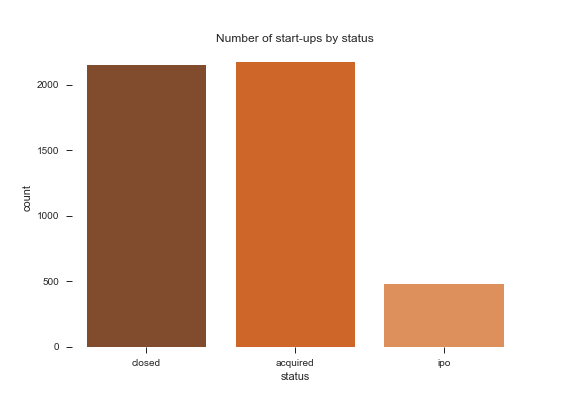 Number of start-ups by status
2000
1500
1000
500
0
count
closed
acquired
ipo
status